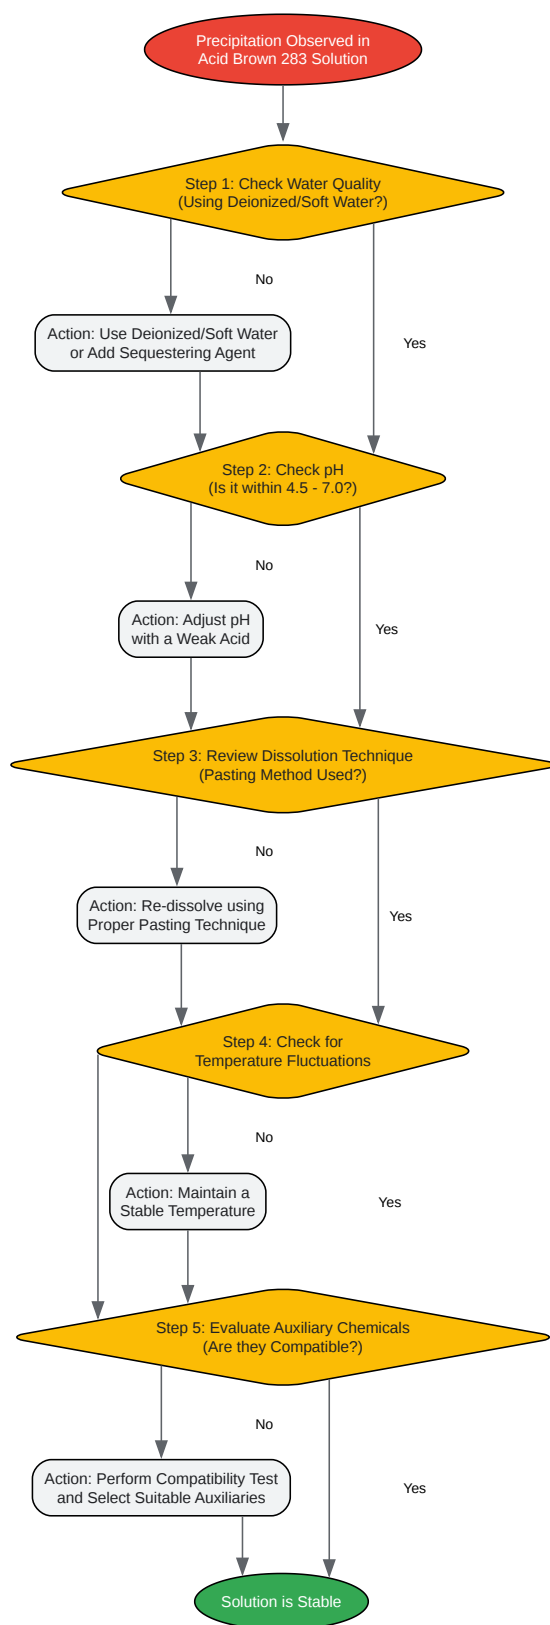 Precipitation Observed in
Acid Brown 283 Solution
Step 1: Check Water Quality
(Using Deionized/Soft Water?)
No
Action: Use Deionized/Soft Water
or Add Sequestering Agent
Yes
Step 2: Check pH
(Is it within 4.5 - 7.0?)
No
Action: Adjust pH
with a Weak Acid
Yes
Step 3: Review Dissolution Technique
(Pasting Method Used?)
No
Action: Re-dissolve using
Proper Pasting Technique
Yes
Step 4: Check for
Temperature Fluctuations
No
Action: Maintain a
Stable Temperature
Yes
Step 5: Evaluate Auxiliary Chemicals
(Are they Compatible?)
No
Action: Perform Compatibility Test
and Select Suitable Auxiliaries
Yes
Solution is Stable